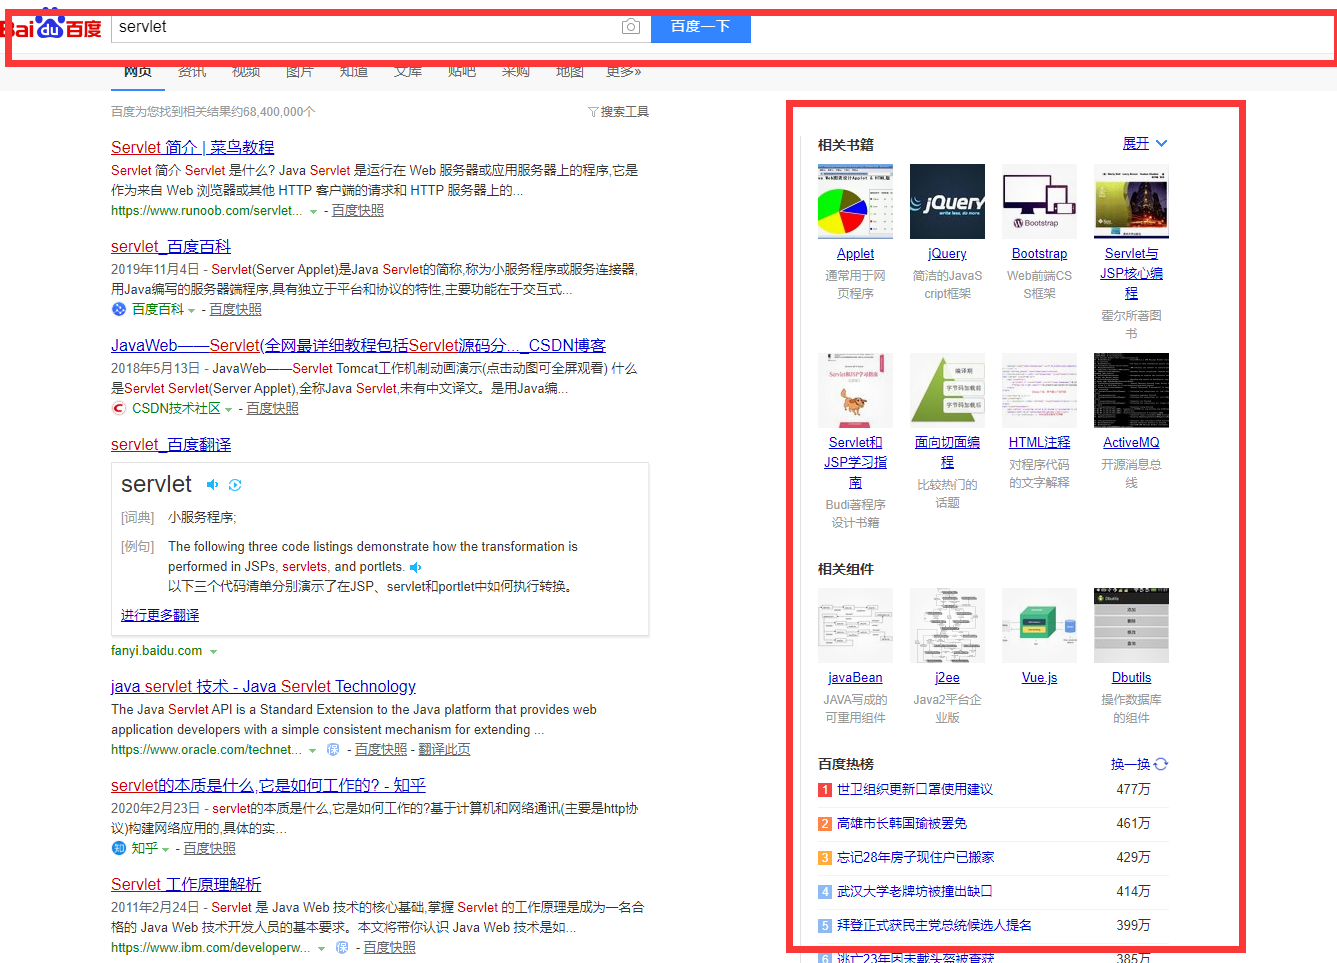 Bai du 百度
servlet
百度一下
网页 资讯 视频 图片 知道 文库 贴吧 采购 地图 更多»
百度为您找到相关结果约68,400,000个
搜索工具
Servlet 简介 | 菜鸟教程
Servlet 简介 Servlet 是什么? Java Servlet 是运行在 Web 服务器或应用服务器上的程序,它是
作为来自 Web 浏览器或其他 HTTP 客户端的请求和 HTTP 服务器上的...
https://www.runoob.com/servlet... - 百度快照
servlet_百度百科
2019年11月4日 - Servlet(Server Applet)是Java Servlet的简称,称为小服务程序或服务连接器,
用Java编写的服务器端程序,具有独立于平台和协议的特性,主要功能在于交互式...
百度百科 - 百度快照
JavaWeb——Servlet(全网最详细教程包括Servlet源码分..._CSDN博客
2018年5月13日 - JavaWeb——Servlet Tomcat工作机制动画演示(点击动图可全屏观看) 什么
是Servlet Servlet(Server Applet),全称Java Servlet,未有中文译文。是用Java编...
CSDN技术社区 - 百度快照
servlet_百度翻译
servlet
[词典] 小服务程序;
[例句] The following three code listings demonstrate how the transformation is
performed in JSPs, servlets, and portlets.
以下三个代码清单分别演示了在JSP、servlet和portlet中如何执行转换。
进行更多翻译
fanyi.baidu.com
java servlet 技术 - Java Servlet Technology
The Java Servlet API is a Standard Extension to the Java platform that provides web
application developers with a simple consistent mechanism for extending ...
https://www.oracle.com/technet... 保 - 百度快照 - 翻译此页
servlet的本质是什么,它是如何工作的? - 知乎
2020年2月23日 - servlet的本质是什么,它是如何工作的?基于计算机和网络通讯(主要是http协
议)构建网络应用的,具体的实...
知 知乎 - 百度快照
Servlet 工作原理解析
2011年2月24日 - Servlet 是 Java Web 技术的核心基础,掌握 Servlet 的工作原理是成为一名合
格的 Java Web 技术开发人员的基本要求。本文将带你认识 Java Web 技术是如...
https://www.ibm.com/developerw... 保 - 百度快照
相关书籍 展开
jQuery
write less, do more.
Bootstrap
Applet jQuery Bootstrap Servlet与
JSP核心编
程
通常用于网
页程序
简洁的JavaS
cript框架
Web前端CS
S框架
霍尔所著图
书
编译期
字节码加载前
字节码加载后
Servlet和
JSP学习指
南
面向切面编
程
HTML注释
ActiveMQ
Budi著程序
设计书籍
比较热门的
话题
对程序代码
的文字解释
开源消息总
线
相关组件
Dbutils
添加
删除
修改
查询
javaBean j2ee Vue.js Dbutils
JAVA写成的
可重用组件
Java2平台企
业版
操作数据库
的组件
百度热榜 换一换
1 世卫组织更新口罩使用建议 477万
2 高雄市长韩国瑜被罢免 461万
3 忘记28年房子现住户已搬家 429万
4 武汉大学老牌坊被撞出缺口 414万
5 拜登正式获民主党总统候选人提名 399万
6 逃亡23年因未戴头盔被查获 385万